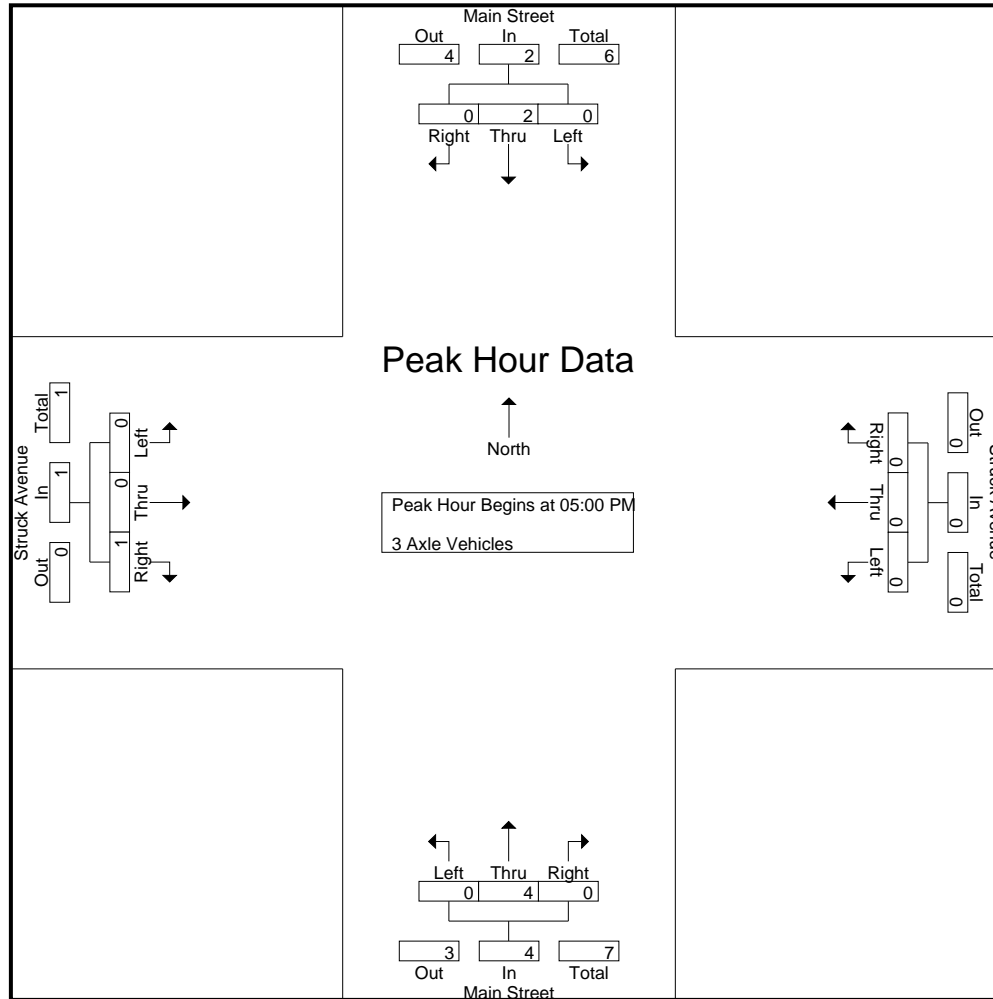 Main Street
Out In Total
4 2 6
0 2 0
Right Thru Left
Peak Hour Data
North
Peak Hour Begins at 05:00 PM
3 Axle Vehicles
Struck Avenue
Total In Out
1 1 0
0 0 1
Left Thru Right
Right Thru Left
0 0 0
Out In Total
0 0 0
Left Thru Right
0 4 0
3 4 7
Out In Total
Main Street